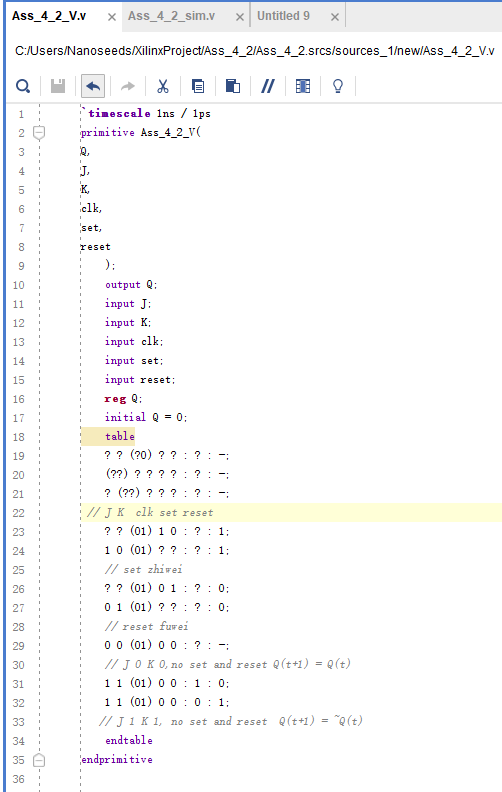 Ass_4_2_V.v × Ass_4_2_sim.v × Untitled 9 ×
C:/Users/Nanoseeds/XilinxProject/Ass_4_2/Ass_4_2.srcs/sources_1/new/Ass_4_2_V.v
1 `timescale 1ns / 1ps
2 primitive Ass_4_2_V(
3 Q,
4 J,
5 K,
6 clk,
7 set,
8 reset
9 );
10 output Q;
11 input J;
12 input K;
13 input clk;
14 input set;
15 input reset;
16 reg Q;
17 initial Q = 0;
18 table
19 ? ? (?0) ? ? : ? : -;
20 (??) ? ? ? ? : ? : -;
21 ? (??) ? ? ? : ? : -;
22 // J K  clk set reset
23 ? ? (01) 1 0 : ? : 1;
24 1 0 (01) ? ? : ? : 1;
25 // set zhiwei
26 ? ? (01) 0 1 : ? : 0;
27 0 1 (01) ? ? : ? : 0;
28 // reset fuwei
29 0 0 (01) 0 0 : ? : -;
30 // J 0 K 0, no set and reset Q(t+1) = Q(t)
31 1 1 (01) 0 0 : 1 : 0;
32 1 1 (01) 0 0 : 0 : 1;
33 // J 1 K 1, no set and reset  Q(t+1) = ~Q(t)
34 endtable
35 endprimitive
36